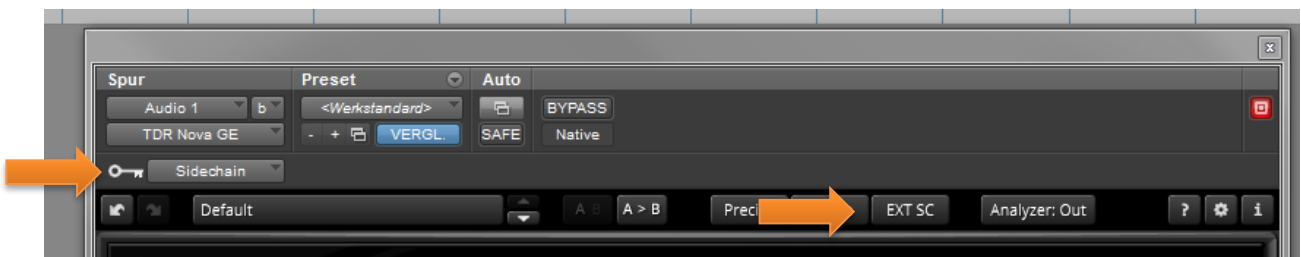 Spur Preset Auto
Audio 1 b <Werkstandard> BYPASS
TDR Nova GE - + VERGL. SAFE Native
Sidechain
Default A B A > B EXT SC Analyzer: Out ? i